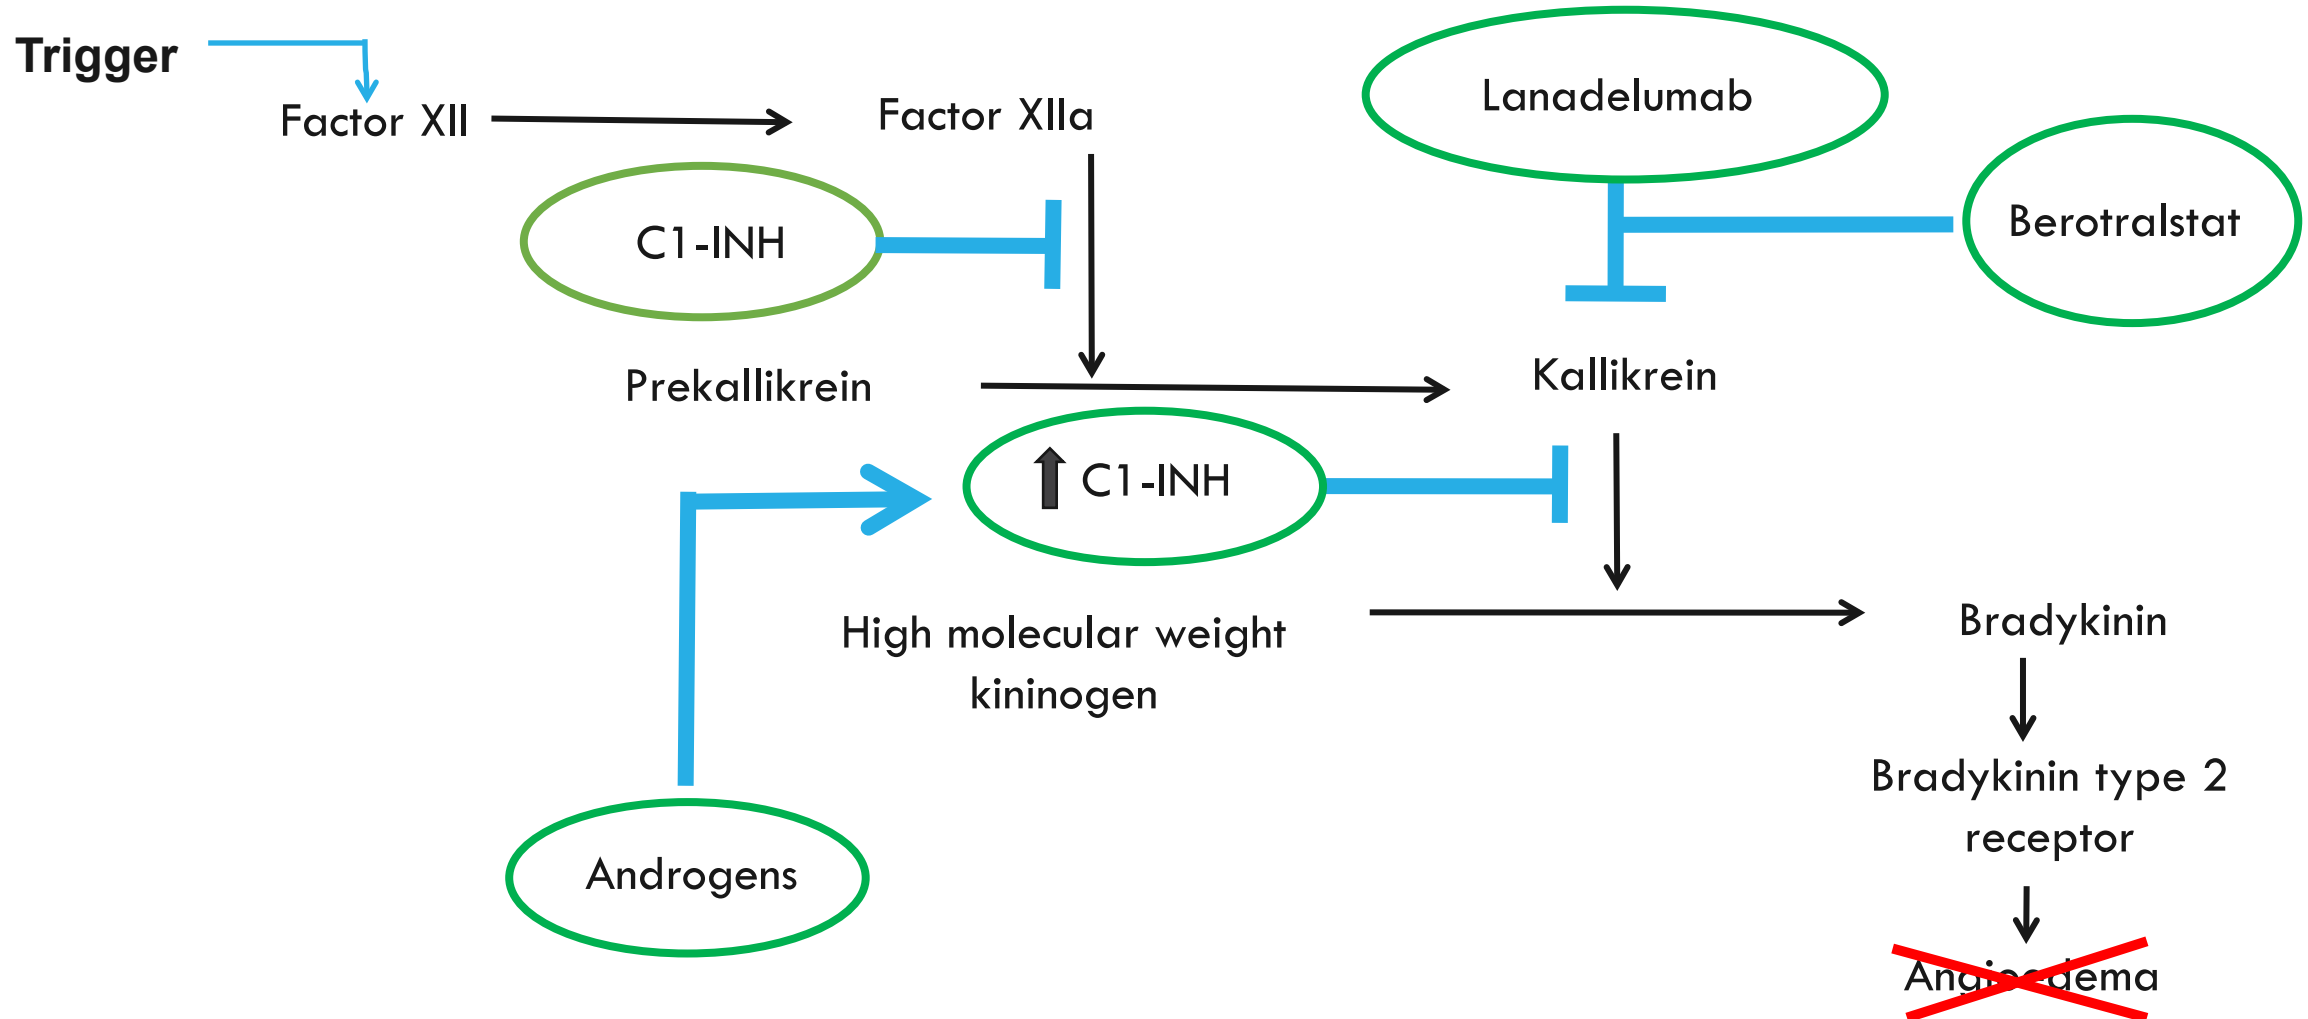 Trigger
Factor XII
Factor XIIa
Lanadelumab
Berotralstat
C1-INH
Prekallikrein
Kallikrein
C1-INH
High molecular weight
kininogen
Bradykinin
Bradykinin type 2
receptor
Androgens
Angioedema